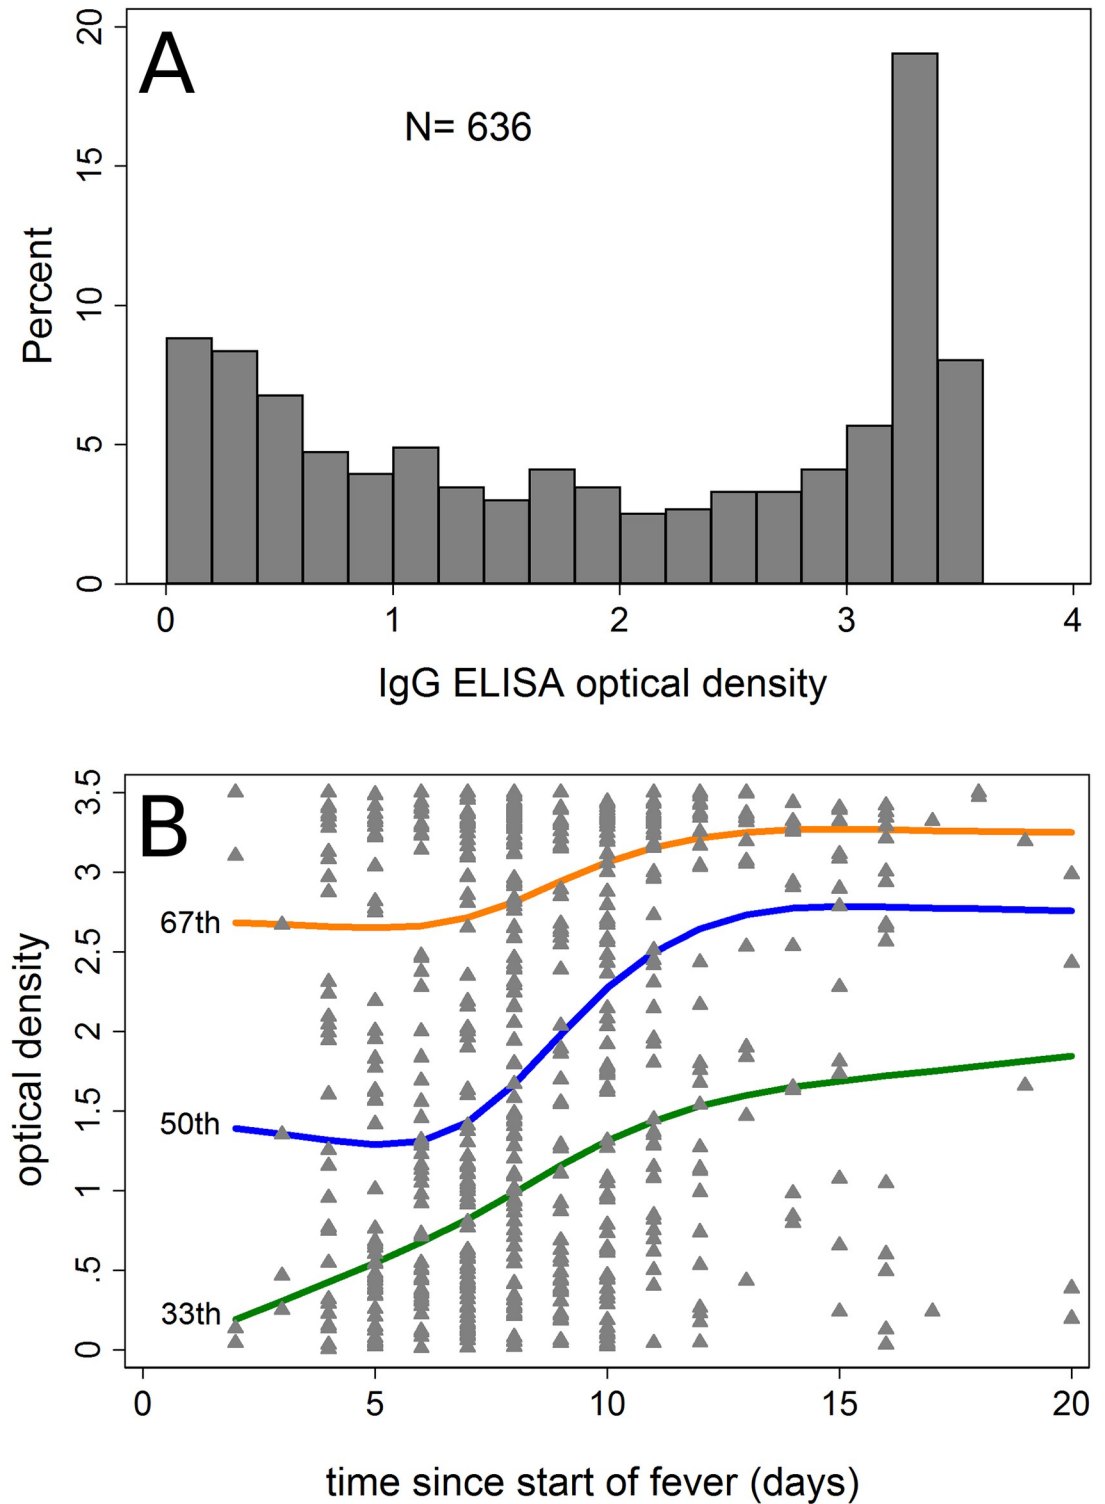 A
N= 636
Percent
20
15
10
5
0
0 1 2 3 4
IgG ELISA optical density
B
optical density
3.5
3
2.5
2
1.5
1
.5
0
67th
50th
33th
0 5 10 15 20
time since start of fever (days)